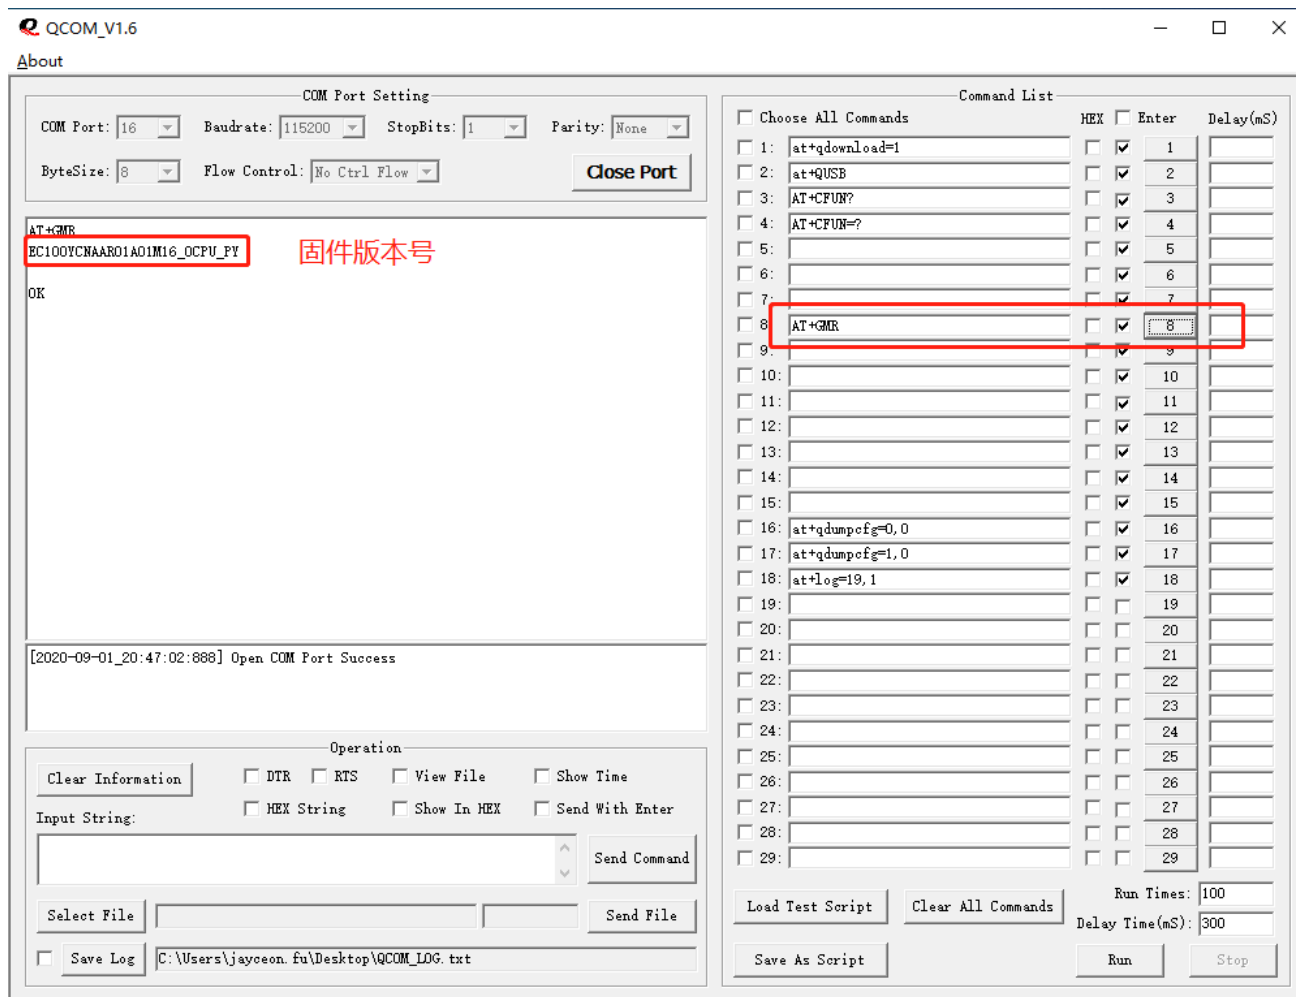 QCOM_V1.6
About
COM Port Setting
COM Port: 16 Baudrate: 115200 StopBits: 1 Parity: None
ByteSize: 8 Flow Control: No Ctrl Flow Close Port
AT+GMR
EC100YCNAAR01A01M16_OCPU_PY
固件版本号
OK
[2020-09-01_20:47:02:888] Open COM Port Success
Operation
Clear Information DTR RTS View File Show Time
HEX String Show In HEX Send With Enter
Input String:
Send Command
Select File Send File
Save Log C:\Users\jayceon.fu\Desktop\QCOM_LOG.txt
Command List
Choose All Commands HEX Enter Delay(mS)
1: at+qdownload=1 1
2: at+QUSB 2
3: AT+CFUN? 3
4: AT+CFUN=? 4
5: 5
6: 6
7: 7
8 AT+GMR 8
9: 9
10: 10
11: 11
12: 12
13: 13
14: 14
15: 15
16: at+qdumpcfg=0,0 16
17: at+qdumpcfg=1,0 17
18: at+log=19,1 18
19: 19
20: 20
21: 21
22: 22
23: 23
24: 24
25: 25
26: 26
27: 27
28: 28
29: 29
Load Test Script Clear All Commands Run Times: 100
Delay Time(mS): 300
Save As Script Run Stop